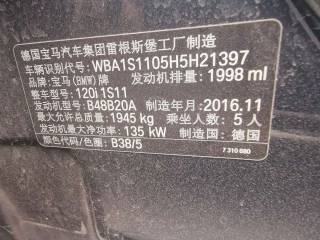 德国宝马汽车集团雷根斯堡工厂制造
车辆识别代号: WBA1S1105H5H21397
品牌: 宝马(BMW)牌 发动机排量: 1998 ml
整车型号: 120i 1S11
发动机型号: B48B20A 制造年月: 2016.11
最大允许总质量: 1945 kg 乘坐人数: 5 人
发动机最大净功率: 135 kW 制造国: 德国
颜色代码/色圈: B38/5
7 310 680